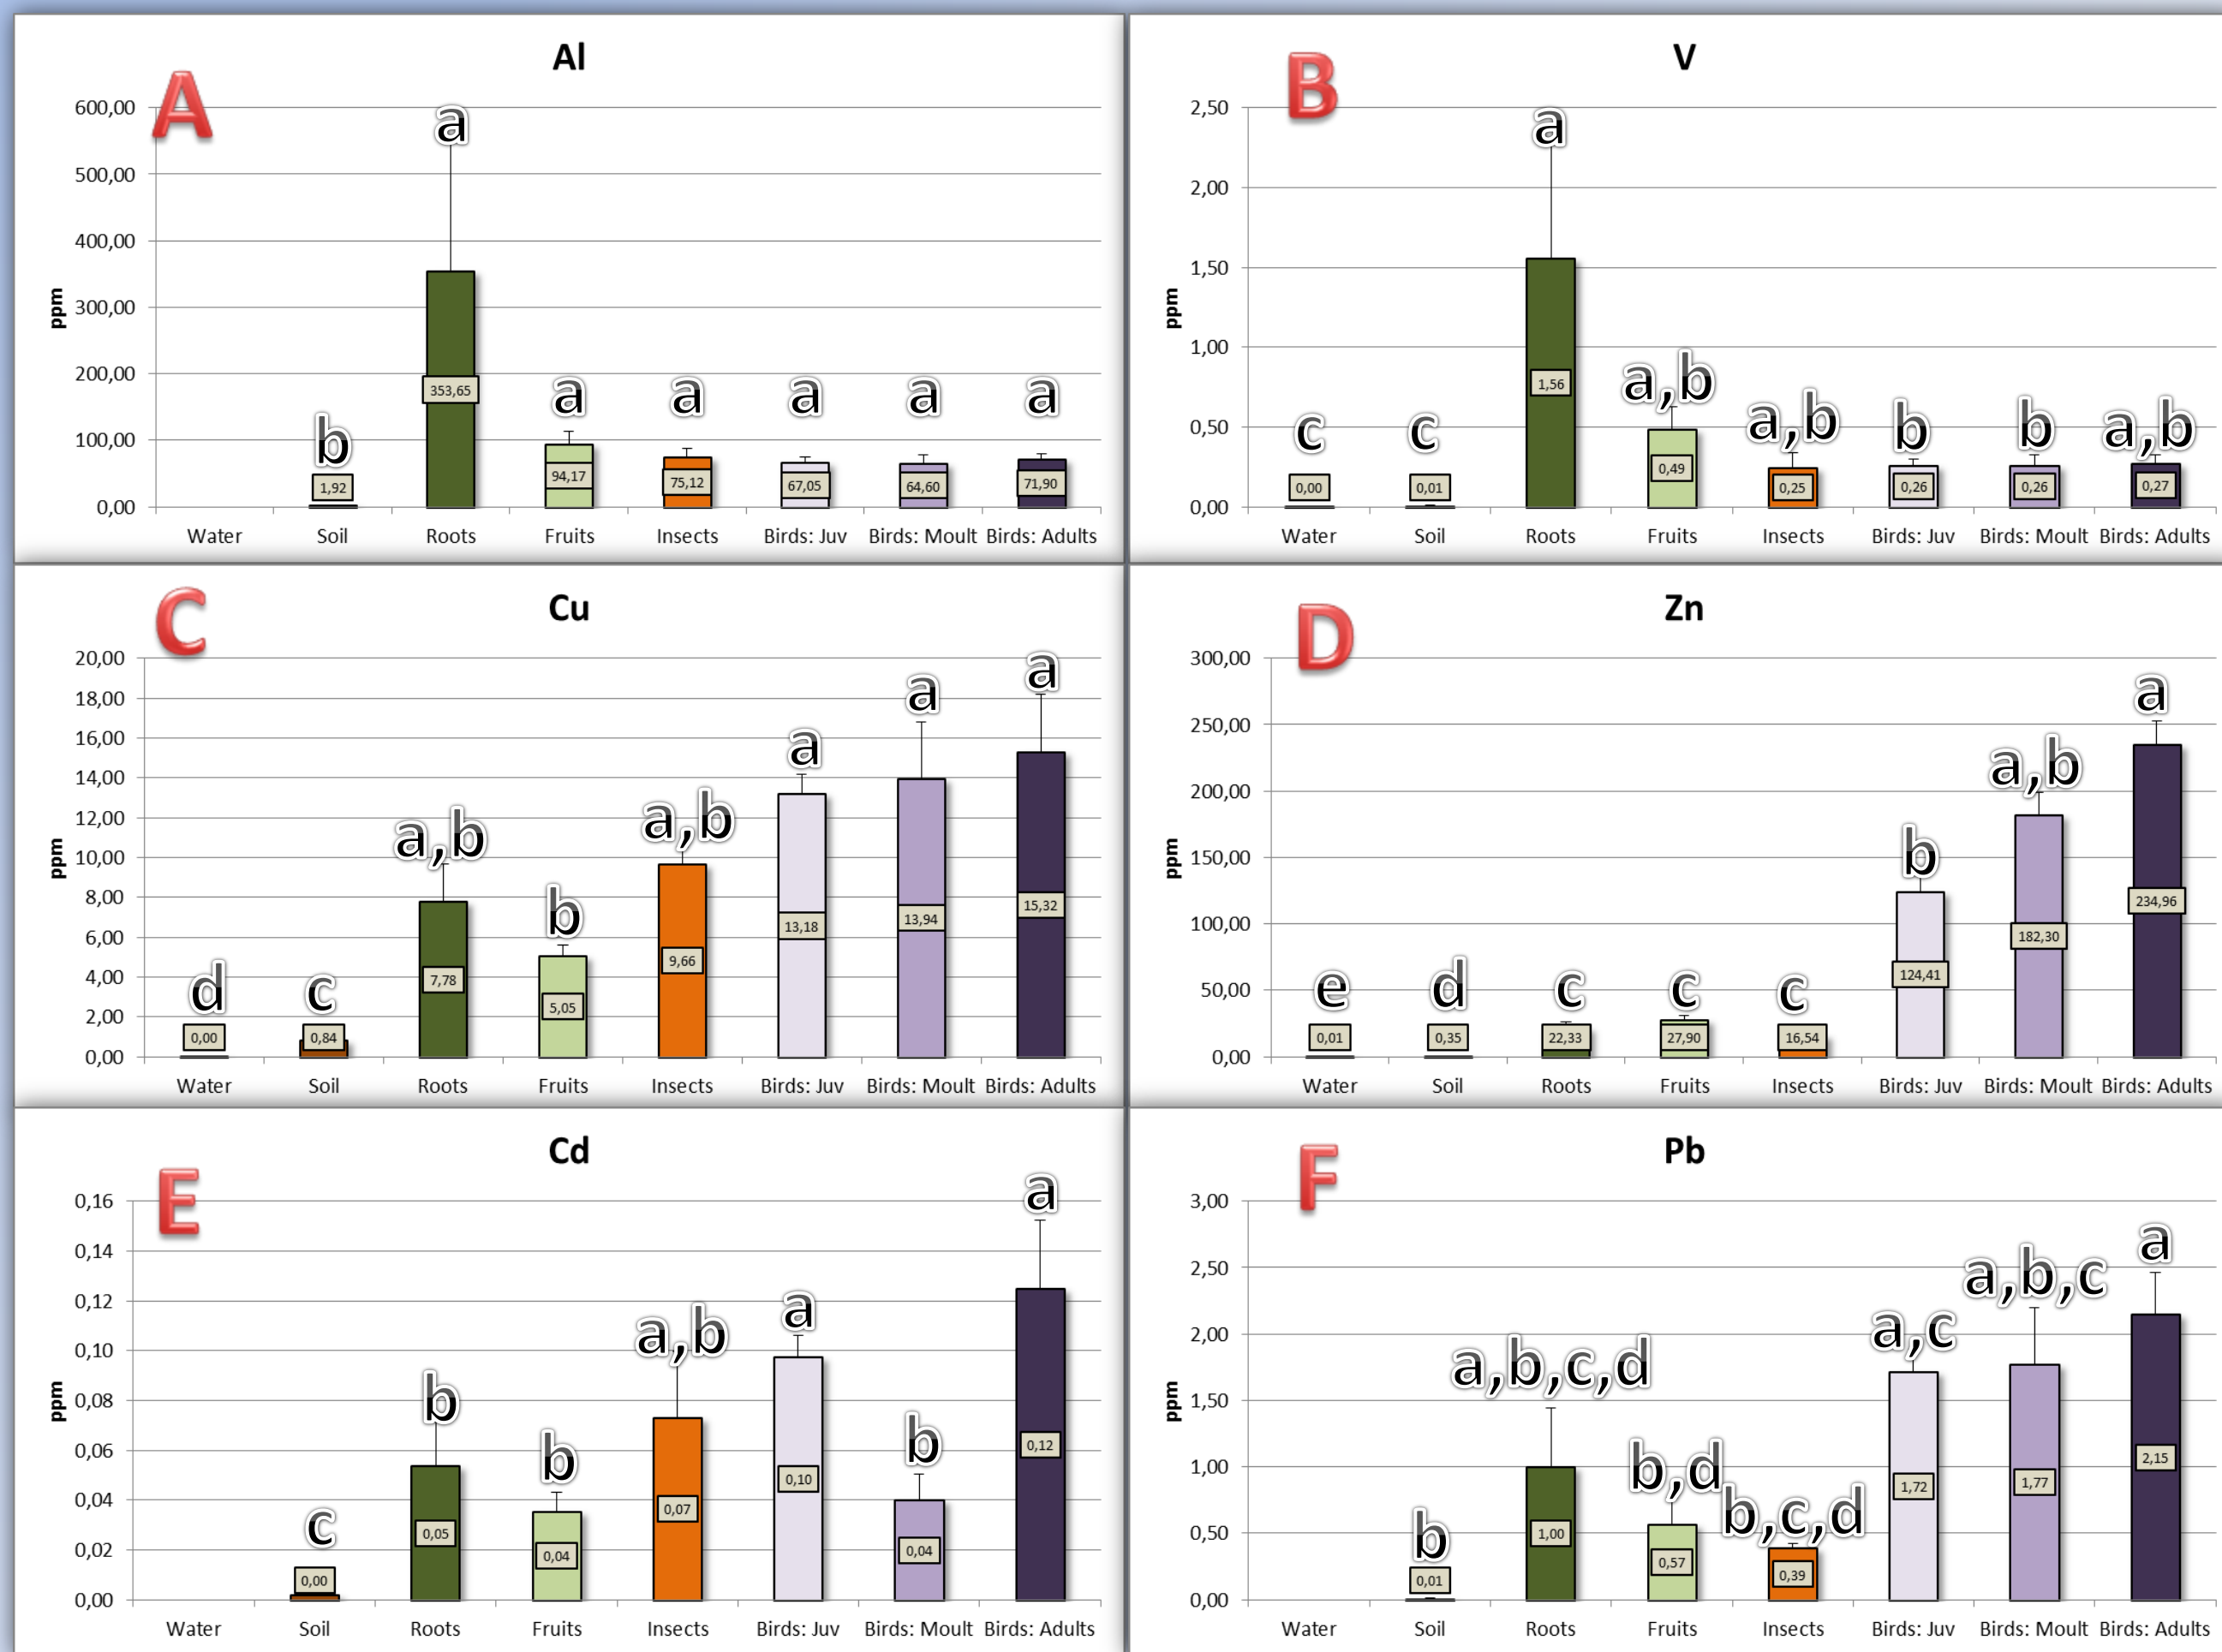 Al
A
600,00
500,00
400,00
300,00
200,00
100,00
0,00
ppm
b
a
a
a
a
a
a
1,92
353,65
94,17
75,12
67,05
64,60
71,90
Water Soil Roots Fruits Insects Birds: Juv Birds: Moult Birds: Adults
V
B
2,50
2,00
1,50
1,00
0,50
0,00
ppm
c
c
a
a,b
a,b
b
b
a,b
0,00
0,01
1,56
0,49
0,25
0,26
0,26
0,27
Water Soil Roots Fruits Insects Birds: Juv Birds: Moult Birds: Adults
Cu
C
20,00
18,00
16,00
14,00
12,00
10,00
8,00
6,00
4,00
2,00
0,00
ppm
d
c
a,b
b
a,b
a
a
a
0,00
0,84
7,78
5,05
9,66
13,18
13,94
15,32
Water Soil Roots Fruits Insects Birds: Juv Birds: Moult Birds: Adults
Zn
D
300,00
250,00
200,00
150,00
100,00
50,00
0,00
ppm
e
d
c
c
c
b
a,b
a
0,01
0,35
22,33
27,90
16,54
124,41
182,30
234,96
Water Soil Roots Fruits Insects Birds: Juv Birds: Moult Birds: Adults
Cd
E
0,16
0,14
0,12
0,10
0,08
0,06
0,04
0,02
0,00
ppm
c
b
b
a,b
a
b
a
0,00
0,05
0,04
0,07
0,10
0,04
0,12
Water Soil Roots Fruits Insects Birds: Juv Birds: Moult Birds: Adults
Pb
F
3,00
2,50
2,00
1,50
1,00
0,50
0,00
ppm
b
a,b,c,d
b,d
b,c,d
a,c
a,b,c
a
0,01
1,00
0,57
0,39
1,72
1,77
2,15
Water Soil Roots Fruits Insects Birds: Juv Birds: Moult Birds: Adults